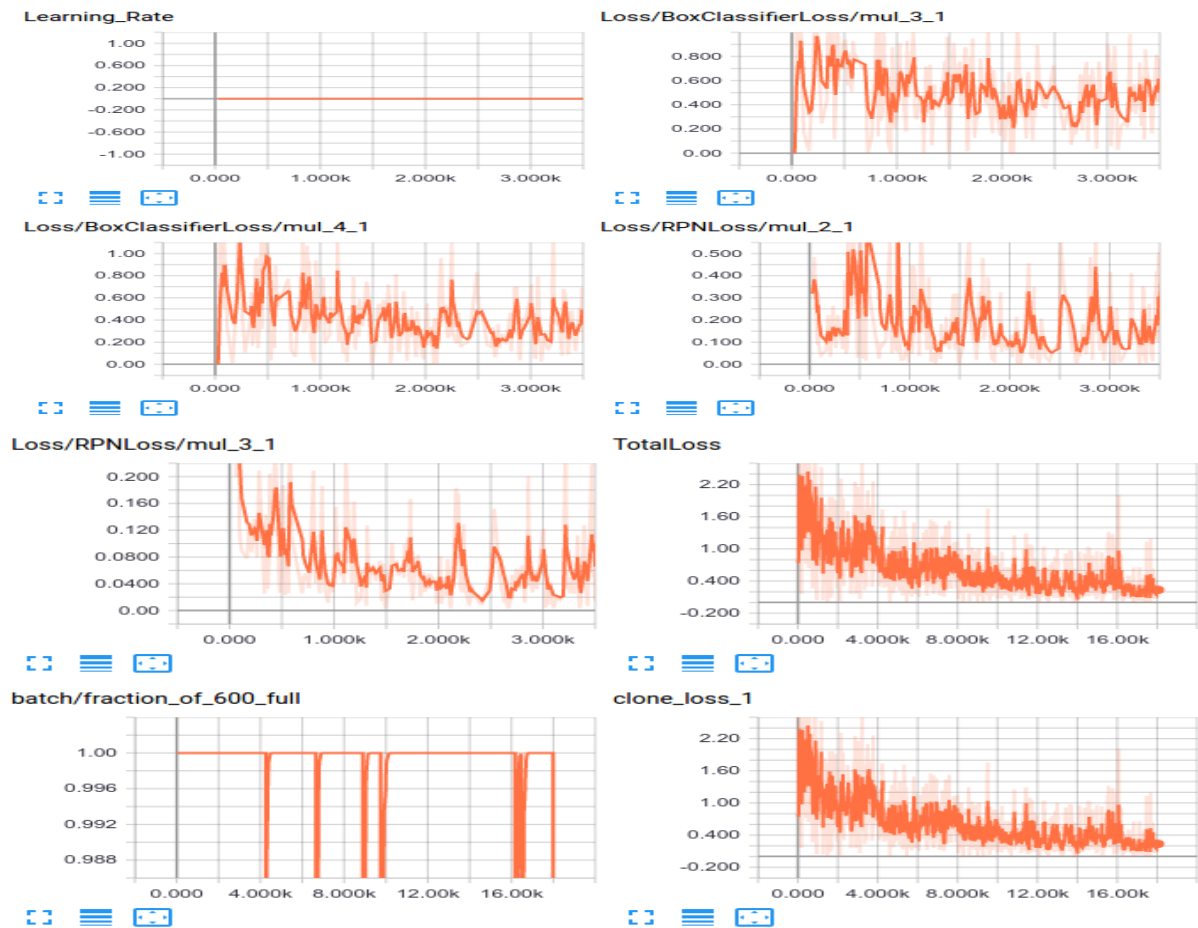 Learning_Rate
1.00
0.600
0.200
-0.200
-0.600
-1.00
0.000 1.000k 2.000k 3.000k
Loss/BoxClassifierLoss/mul_3_1
0.800
0.600
0.400
0.200
0.00
0.000 1.000k 2.000k 3.000k
Loss/BoxClassifierLoss/mul_4_1
1.00
0.800
0.600
0.400
0.200
0.00
0.000 1.000k 2.000k 3.000k
Loss/RPNLoss/mul_2_1
0.500
0.400
0.300
0.200
0.100
0.00
0.000 1.000k 2.000k 3.000k
Loss/RPNLoss/mul_3_1
0.200
0.160
0.120
0.0800
0.0400
0.00
0.000 1.000k 2.000k 3.000k
TotalLoss
2.20
1.60
1.00
0.400
-0.200
0.000 4.000k 8.000k 12.00k 16.00k
batch/fraction_of_600_full
1.00
0.996
0.992
0.988
0.000 4.000k 8.000k 12.00k 16.00k
clone_loss_1
2.20
1.60
1.00
0.400
-0.200
0.000 4.000k 8.000k 12.00k 16.00k